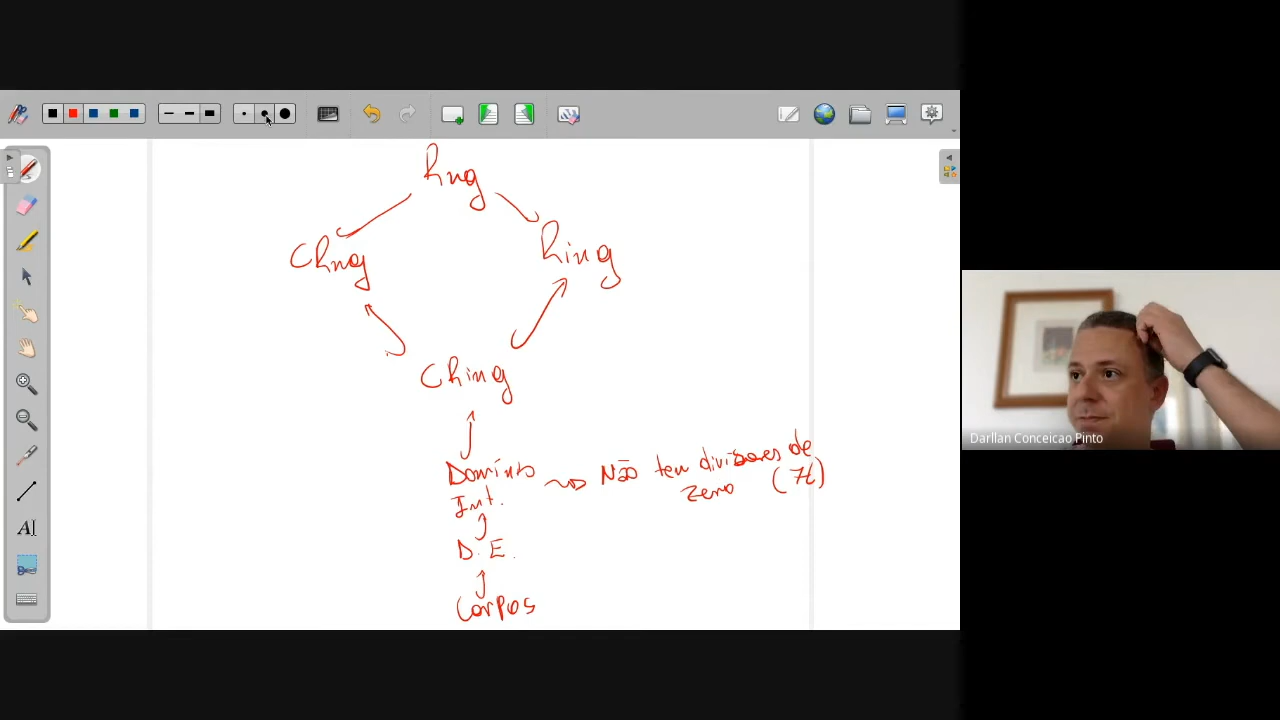 Rng
CRng
Ring
CRing
Domínio
Int.
Não tem divisores de
zero (ℤ)
D.E.
Corpos
Darllan Conceicao Pinto
A